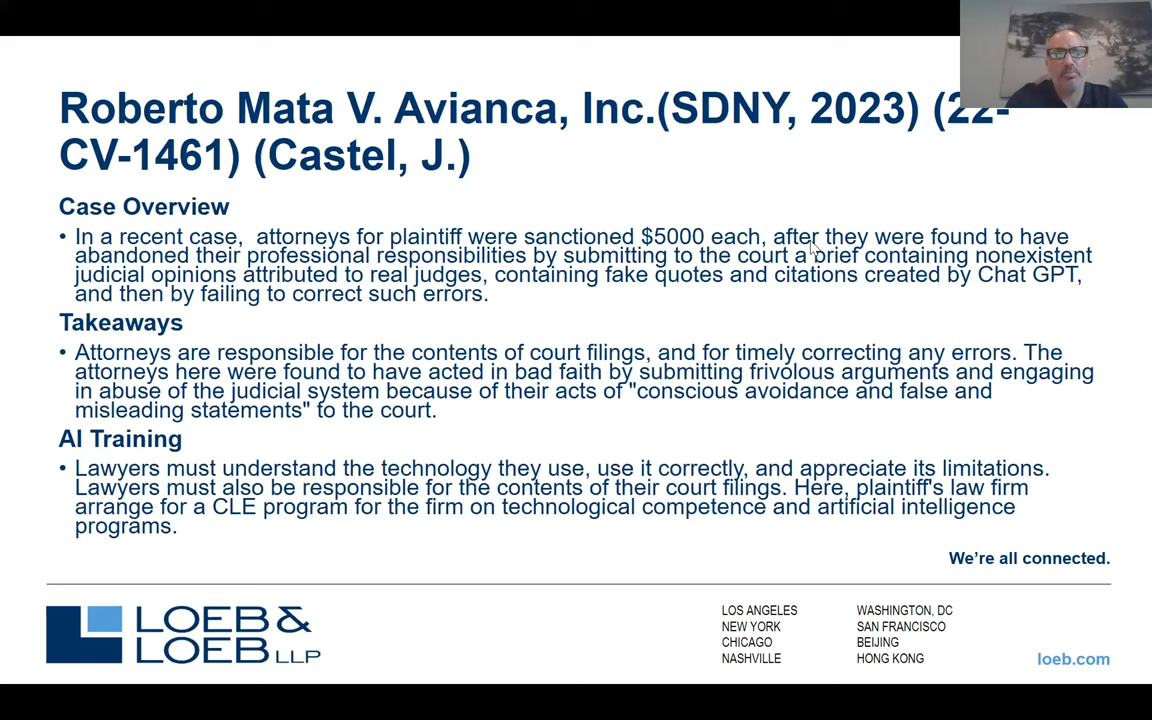 Roberto Mata V. Avianca, Inc.(SDNY, 2023) (22-
CV-1461) (Castel, J.)
Case Overview
• In a recent case,  attorneys for plaintiff were sanctioned $5000 each, after they were found to have
abandoned their professional responsibilities by submitting to the court a brief containing nonexistent
judicial opinions attributed to real judges, containing fake quotes and citations created by Chat GPT,
and then by failing to correct such errors.
Takeaways
• Attorneys are responsible for the contents of court filings, and for timely correcting any errors. The
attorneys here were found to have acted in bad faith by submitting frivolous arguments and engaging
in abuse of the judicial system because of their acts of "conscious avoidance and false and
misleading statements" to the court.
AI Training
• Lawyers must understand the technology they use, use it correctly, and appreciate its limitations.
Lawyers must also be responsible for the contents of their court filings. Here, plaintiff's law firm
arrange for a CLE program for the firm on technological competence and artificial intelligence
programs.
We're all connected.
LOEB &
LOEB LLP
LOS ANGELES
NEW YORK
CHICAGO
NASHVILLE
WASHINGTON, DC
SAN FRANCISCO
BEIJING
HONG KONG
loeb.com